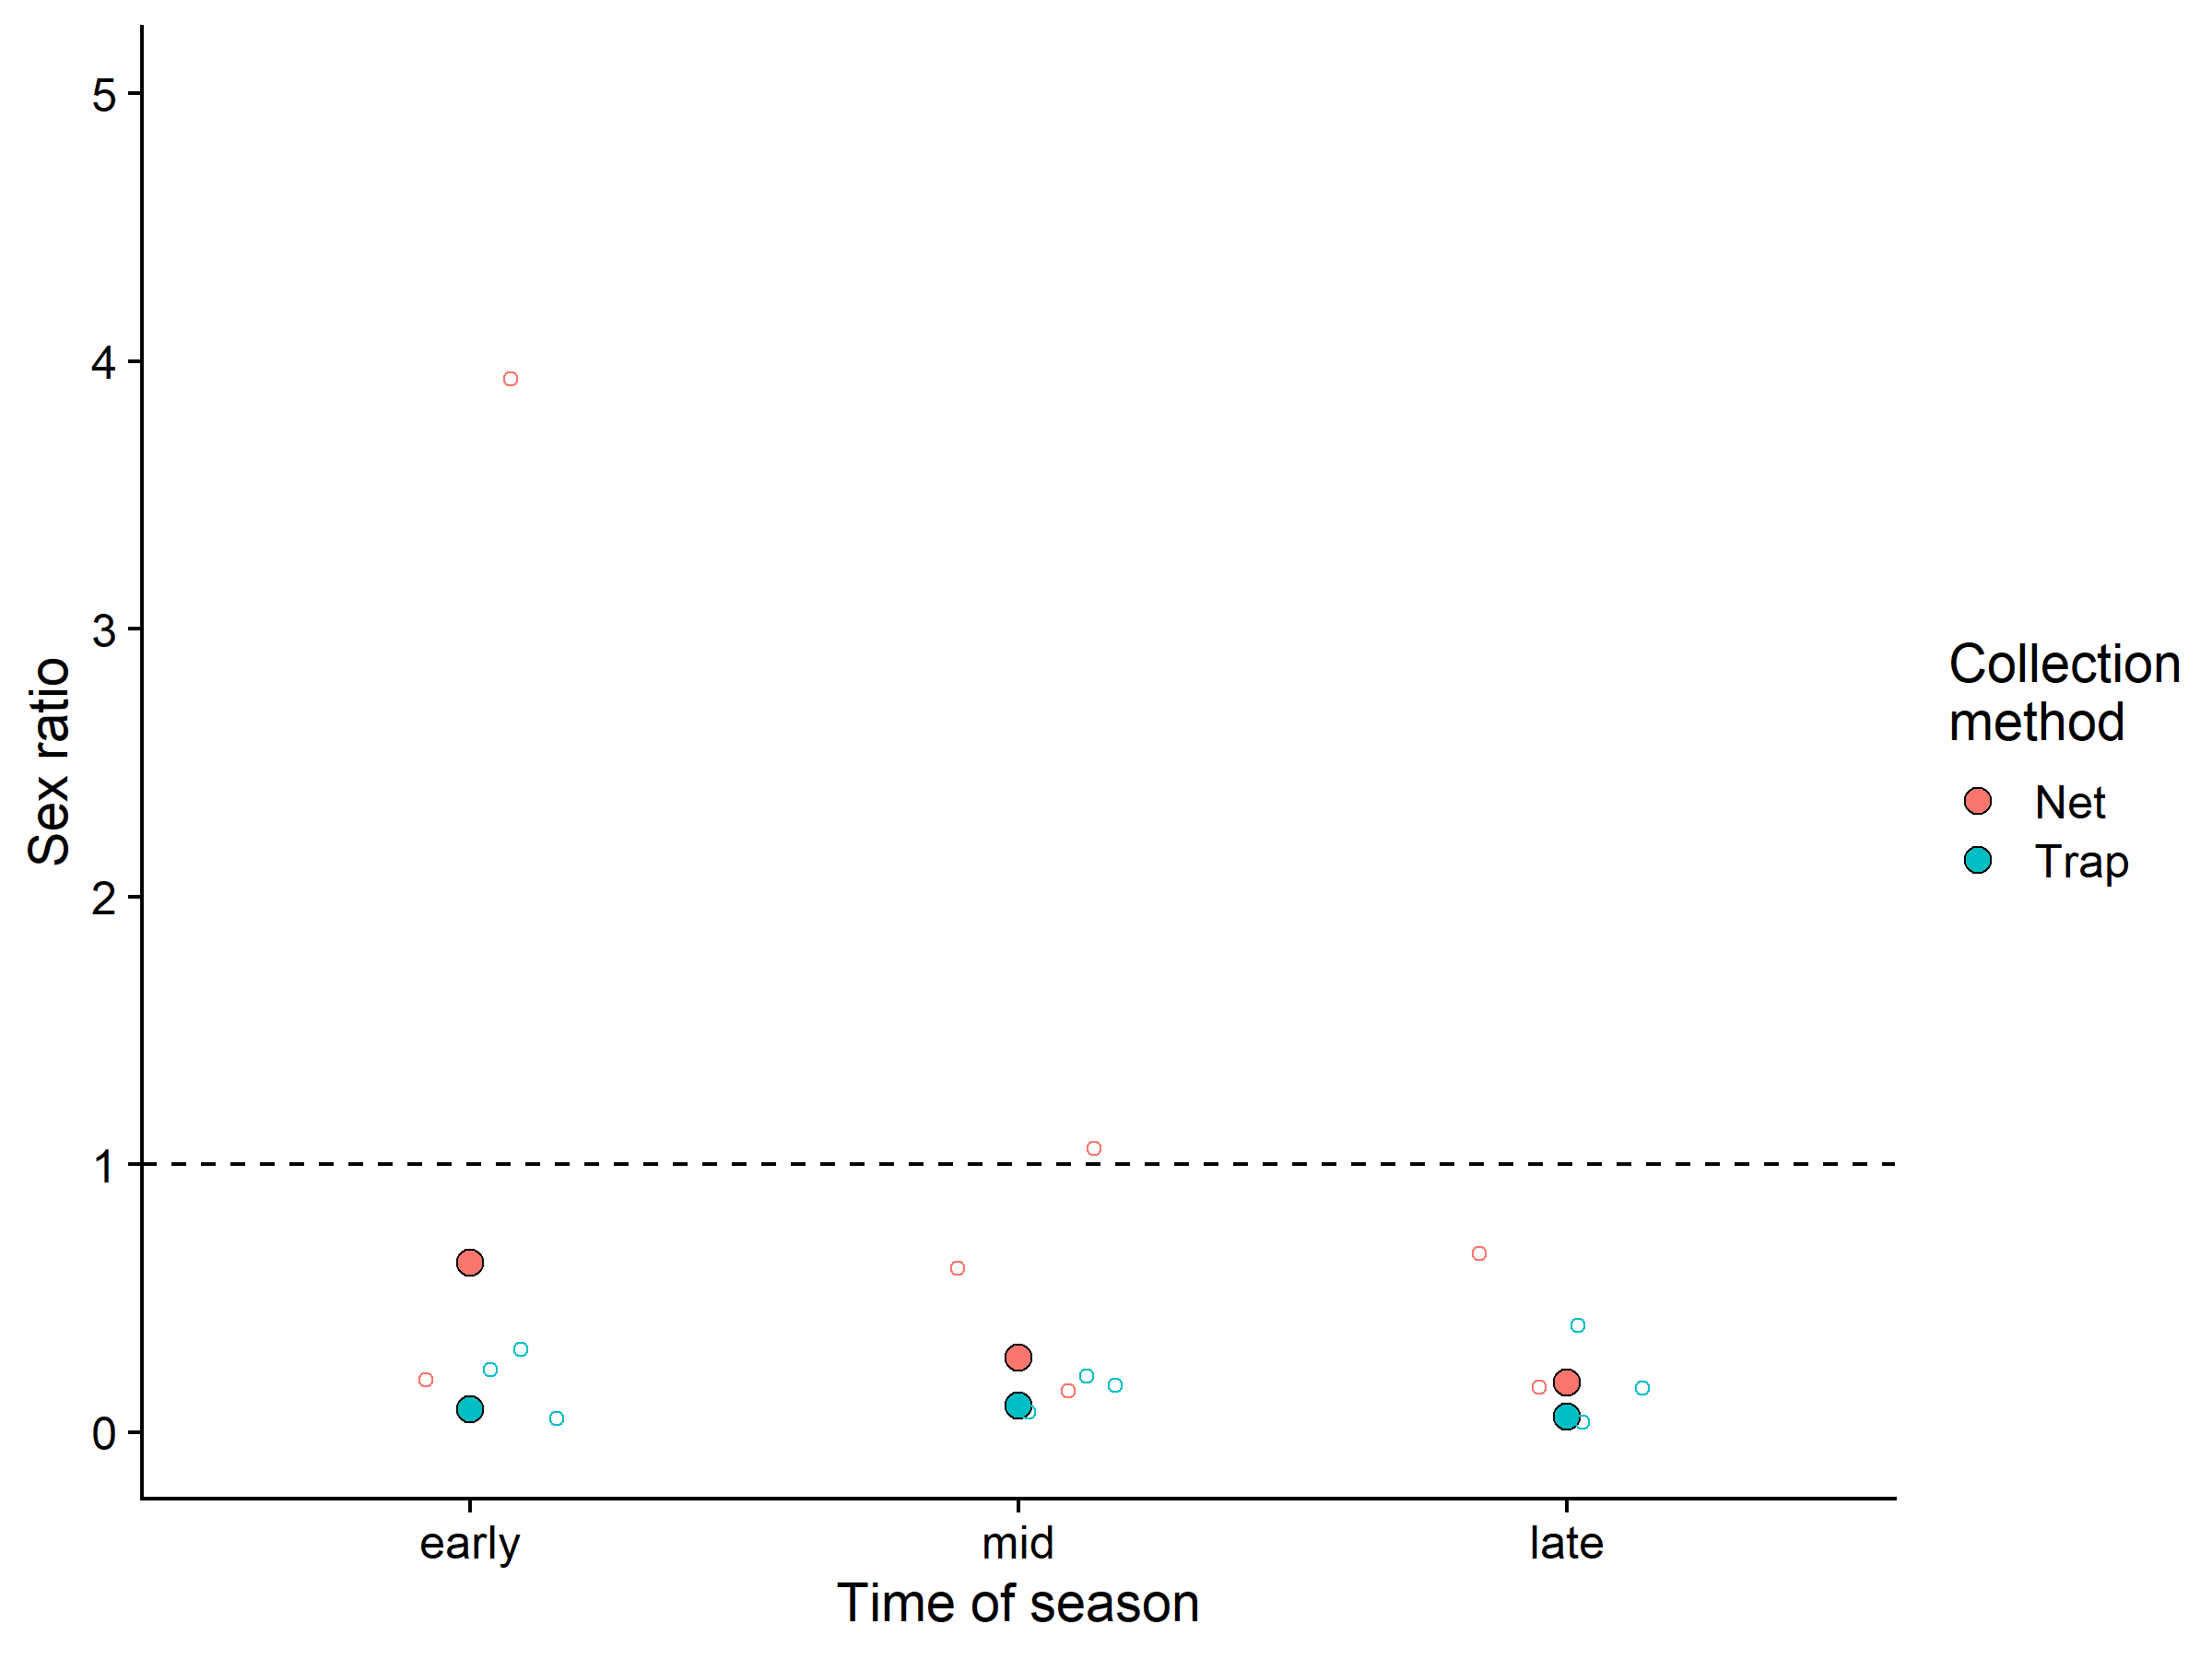 5
4
3
2
1
0
Sex ratio
early
mid
late
Time of season
Collection
method
Net
Trap